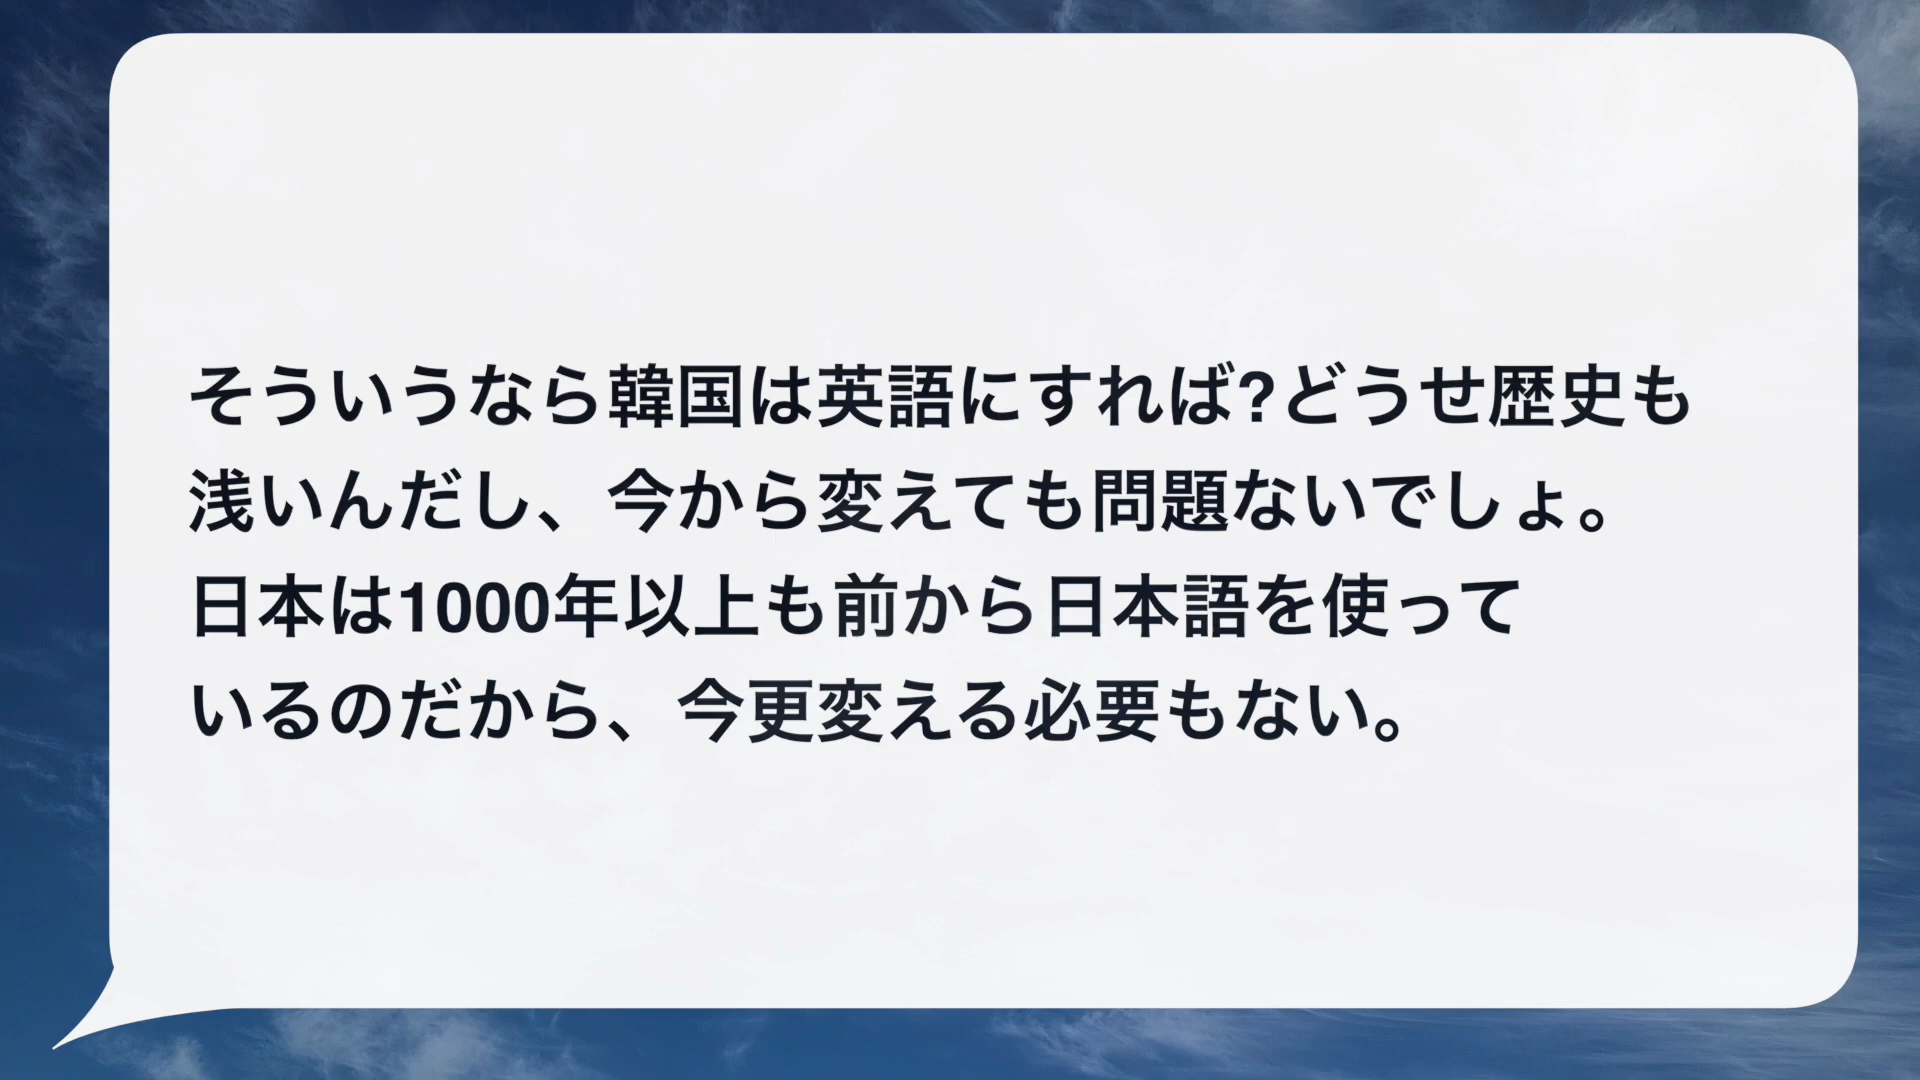 そういうなら韓国は英語にすれば?どうせ歴史も
浅いんだし、今から変えても問題ないでしょ。
日本は1000年以上も前から日本語を使って
いるのだから、今更変える必要もない。